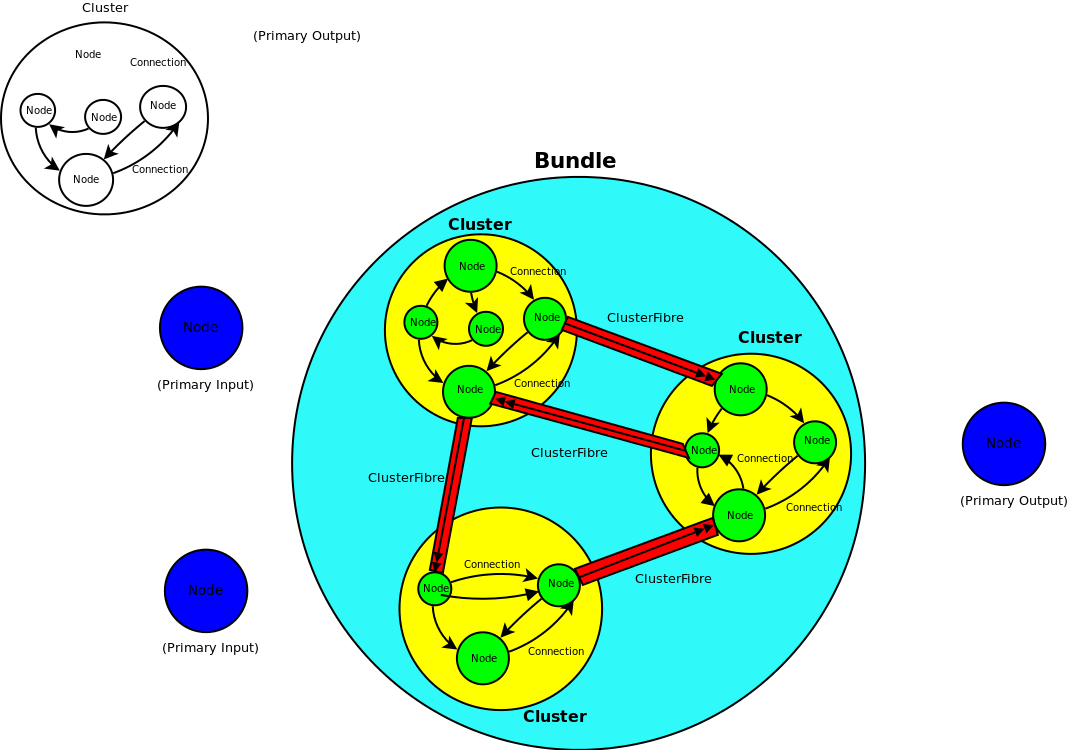 Cluster
(Primary Output)
Node
Connection
Node
Node
Node
Connection
Node
Bundle
Cluster
Node
Connection
Node
Node
Node
ClusterFibre
Node
(Primary Input)
Cluster
Node
Connection
Node
Node
Node
ClusterFibre
Connection
ClusterFibre
Node
Connection
Node
(Primary Output)
Node
Connection
ClusterFibre
Node
Node
Node
(Primary Input)
Connection
Node
Cluster